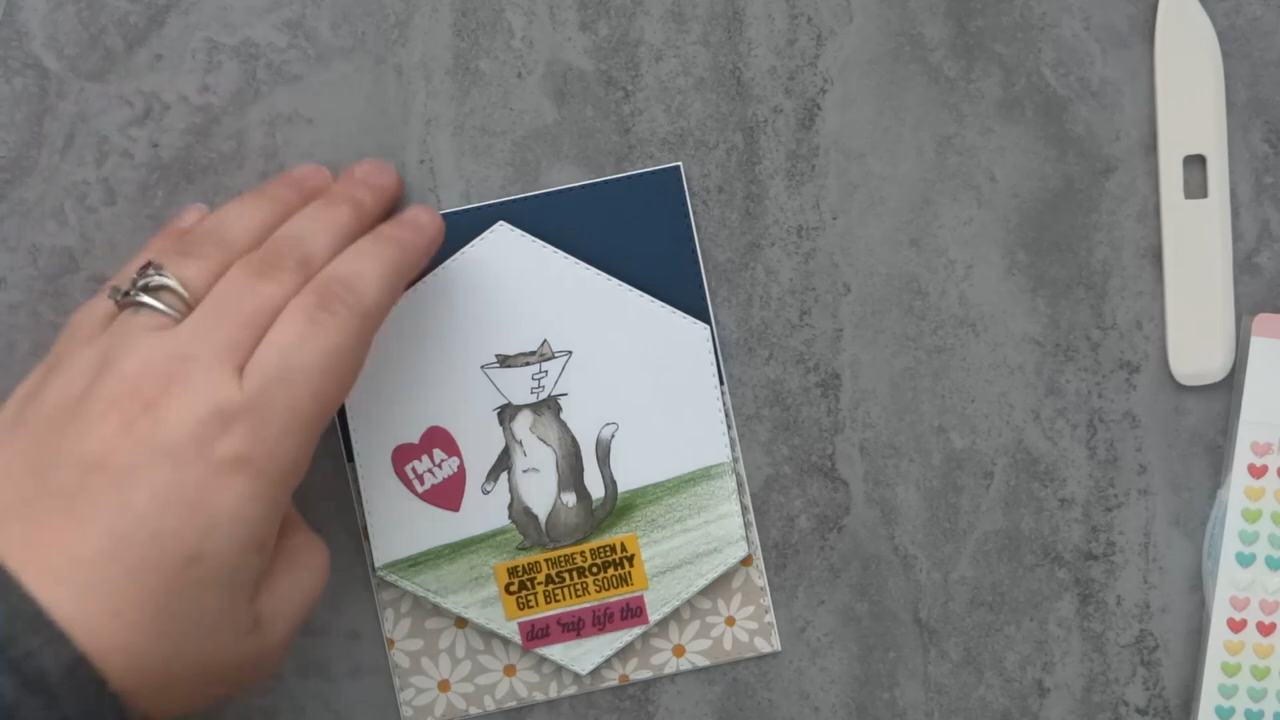 I'M A
LAMP
HEARD THERE'S BEEN A
CAT-ASTROPHY
GET BETTER SOON!
dat 'nip life tho